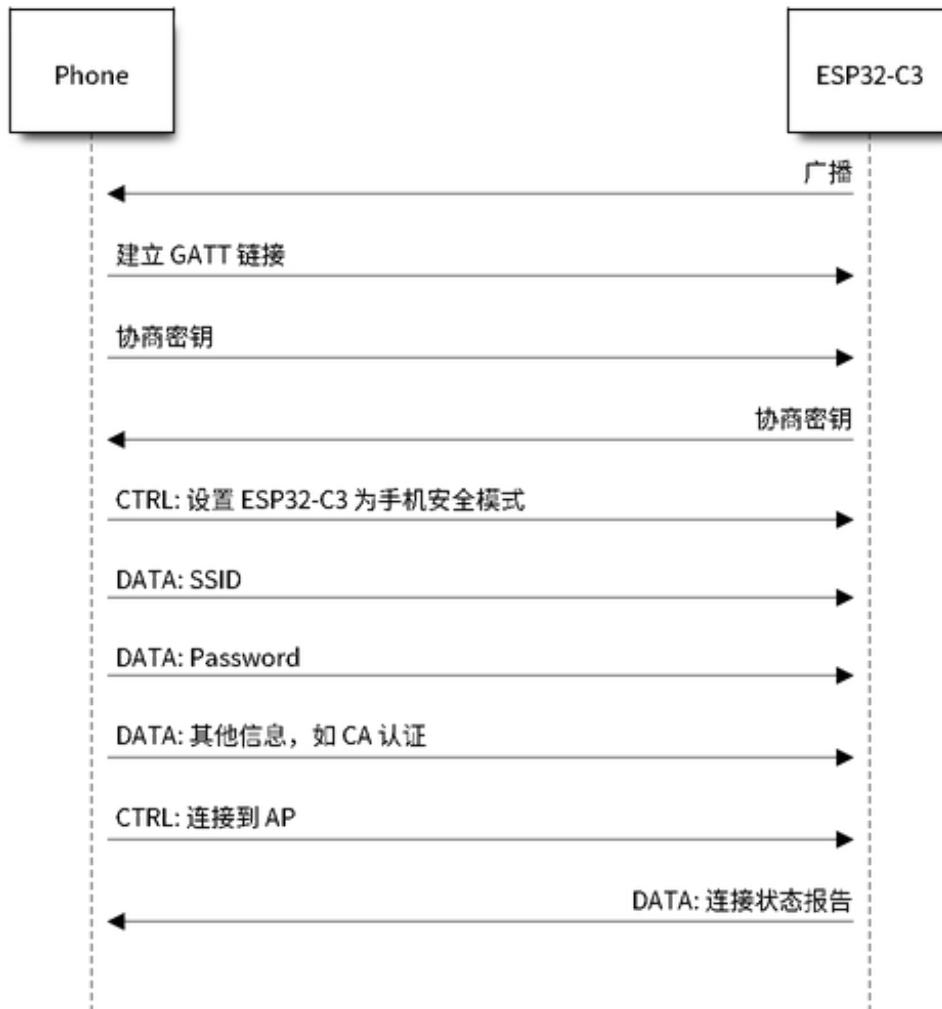 Phone
ESP32-C3
广播
建立 GATT 链接
协商密钥
协商密钥
CTRL: 设置 ESP32-C3 为手机安全模式
DATA: SSID
DATA: Password
DATA: 其他信息，如 CA 认证
CTRL: 连接到 AP
DATA: 连接状态报告